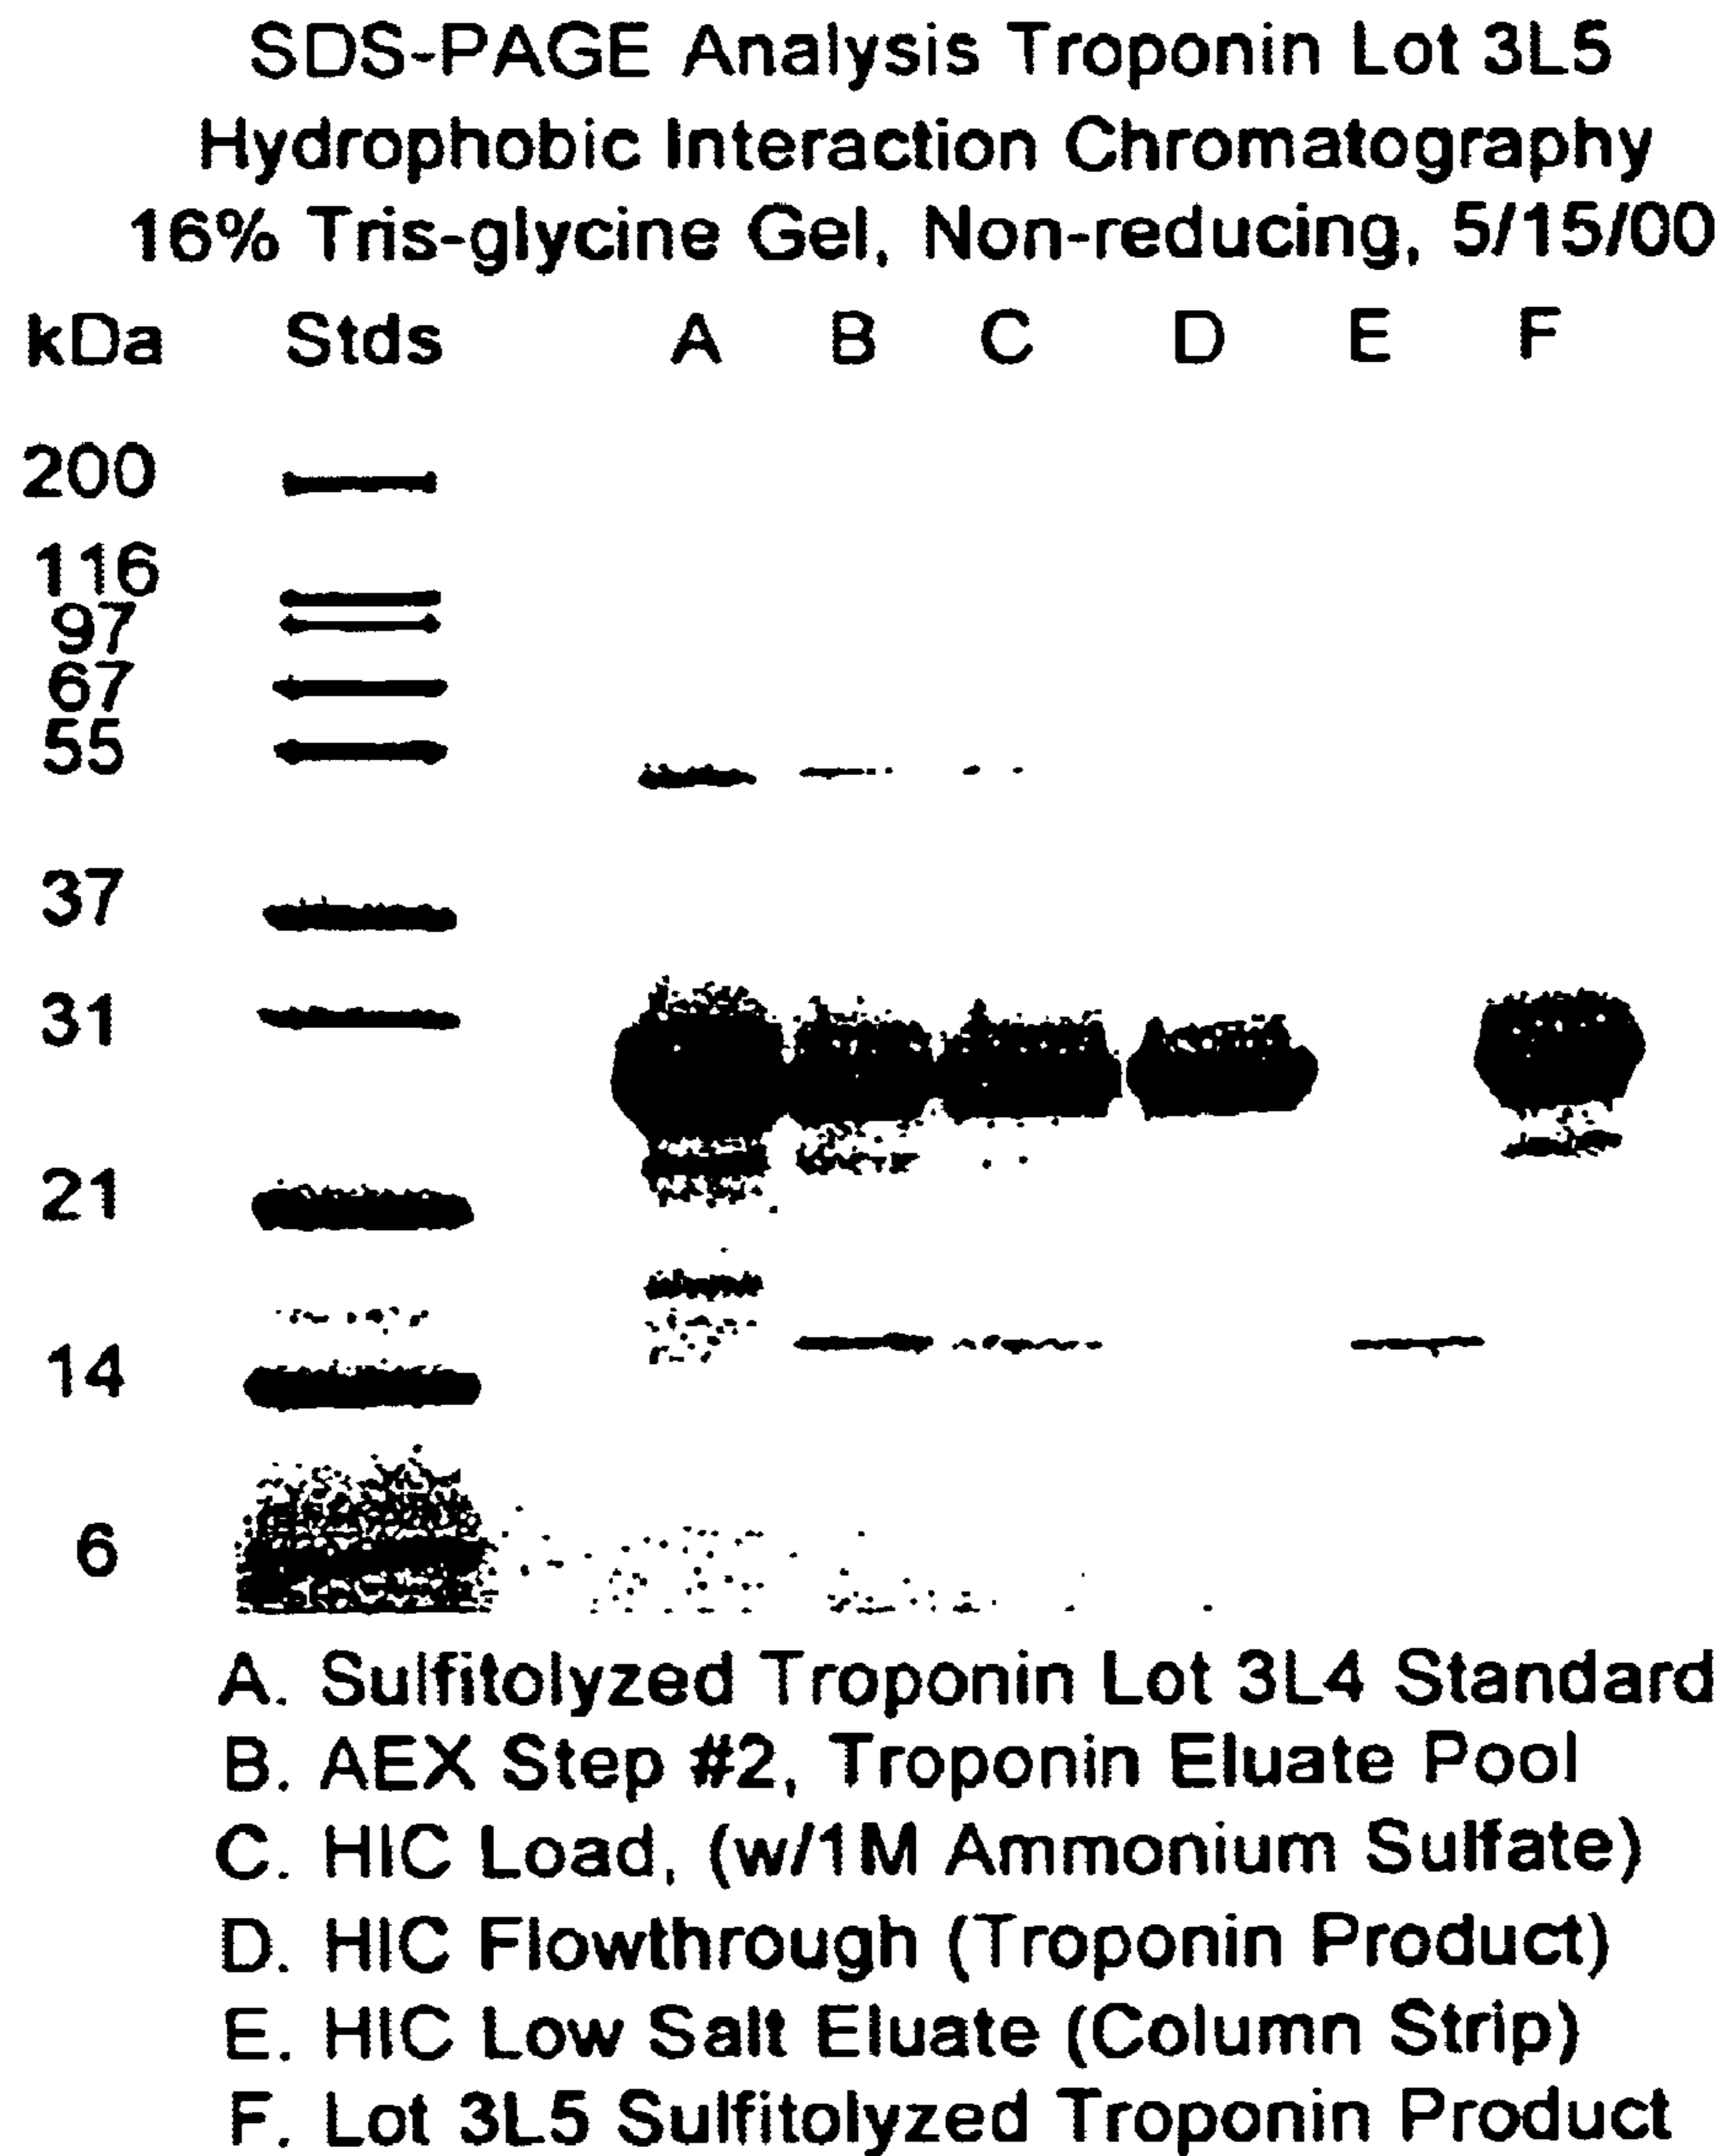 SDS-PAGE Analysis Troponin Lot 3L5
Hydrophobic Interaction Chromatography
16% Tris-glycine Gel, Non-reducing, 5/15/00
kDa Stds A B C D E F
200
116
97
67
55
37
31
21
14
6
A. Sulfitolyzed Troponin Lot 3L4 Standard
B. AEX Step #2, Troponin Eluate Pool
C. HIC Load, (w/1M Ammonium Sulfate)
D. HIC Flowthrough (Troponin Product)
E. HIC Low Salt Eluate (Column Strip)
F. Lot 3L5 Sulfitolyzed Troponin Product